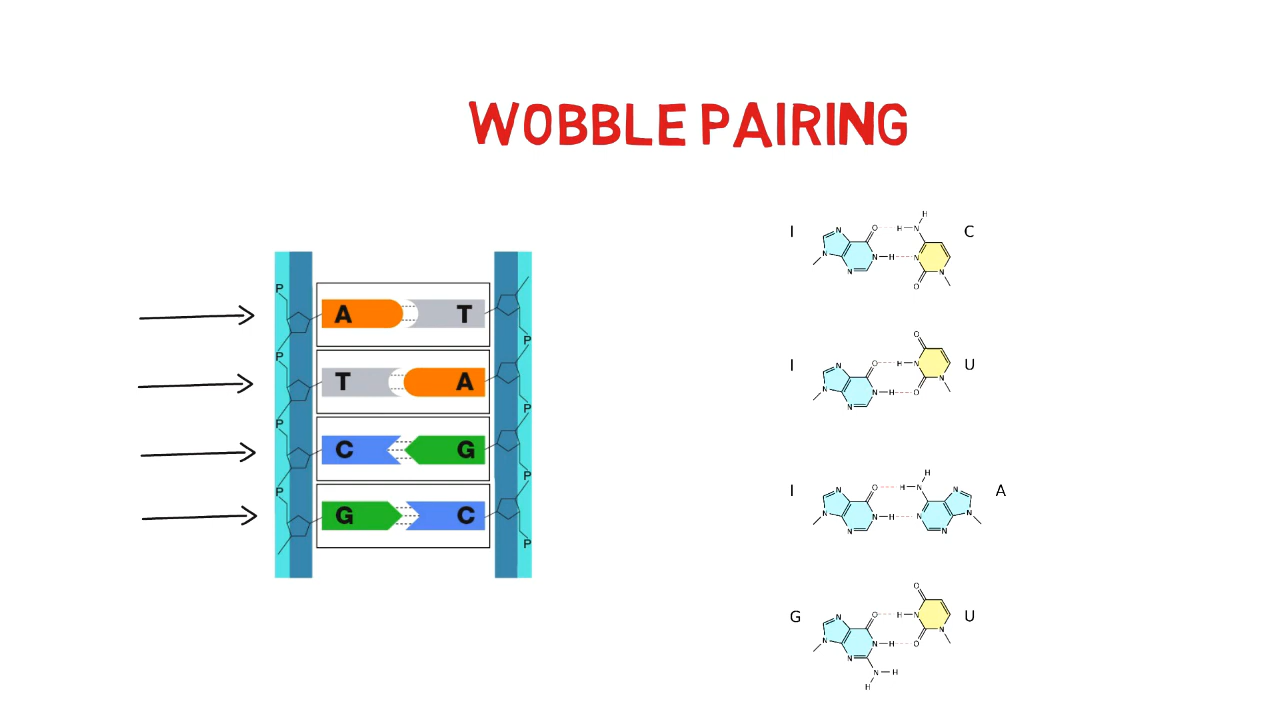 WOBBLE PAIRING
P
A T
P
P
T A
P
P
C G
P
P
G C
P
I C
N N N O H N H H N N O
I U
N N N O H H N O N O
I A
N N N O H H N H H N N N N
G U
N N N O H N H H H N O N O